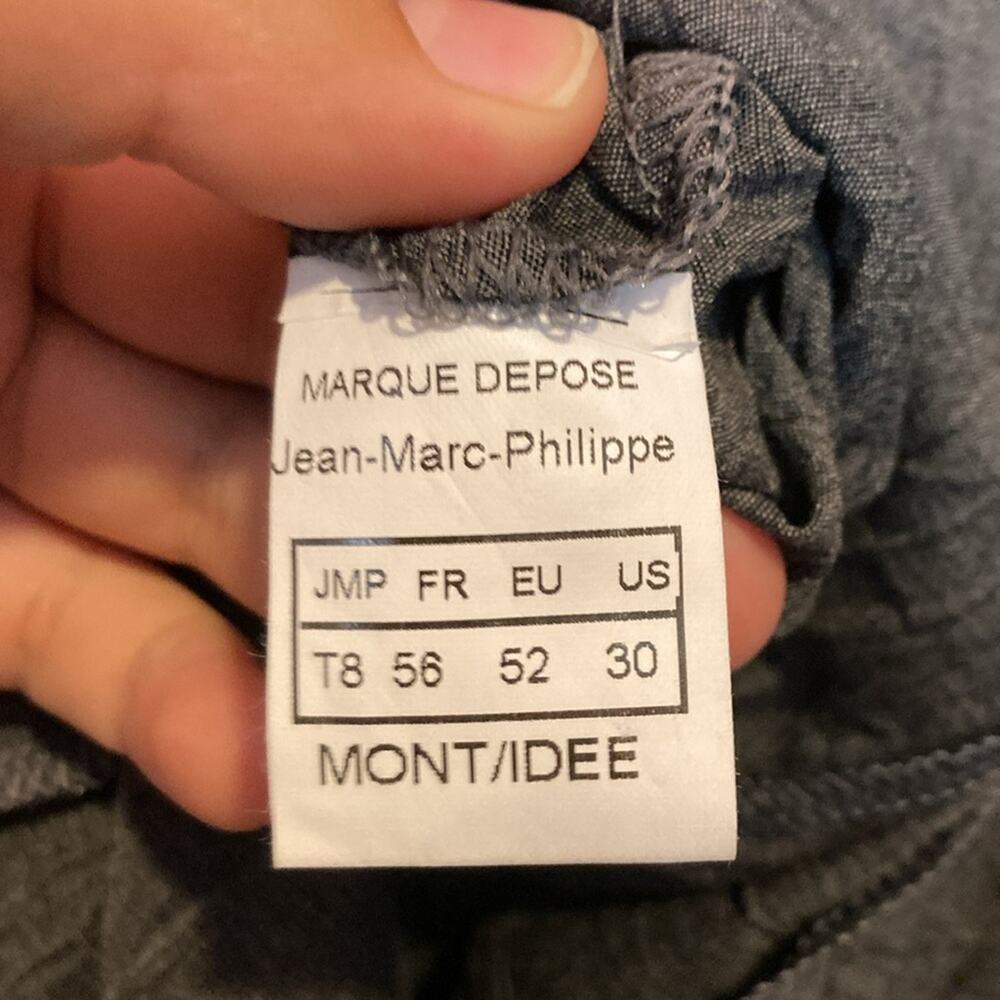 MARQUE DEPOSE
Jean-Marc-Philippe
JMP FR EU US
T8 56 52 30
MONT/IDEE